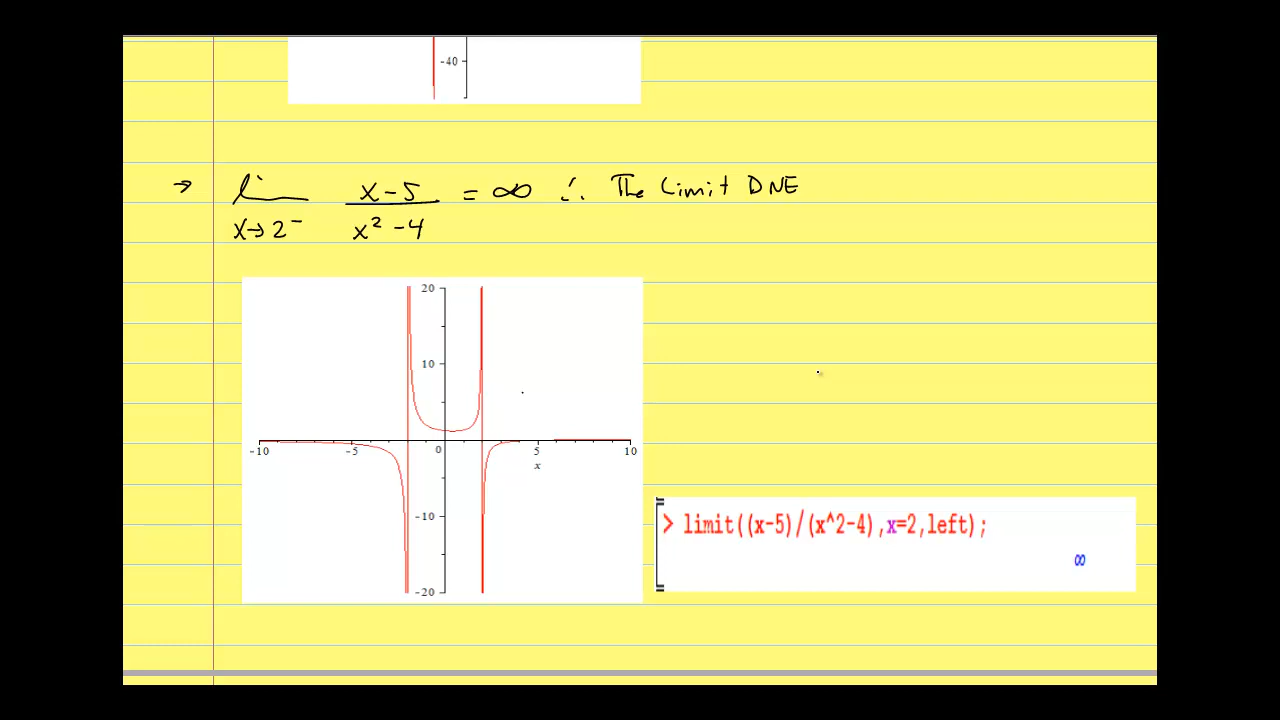 -40
→ lim x-5 = ∞ ∴ The Limit DNE
x→2⁻ x² -4
20
10
-10 -5 0 5 10
x
-10
-20
> limit((x-5)/(x^2-4),x=2,left);
∞